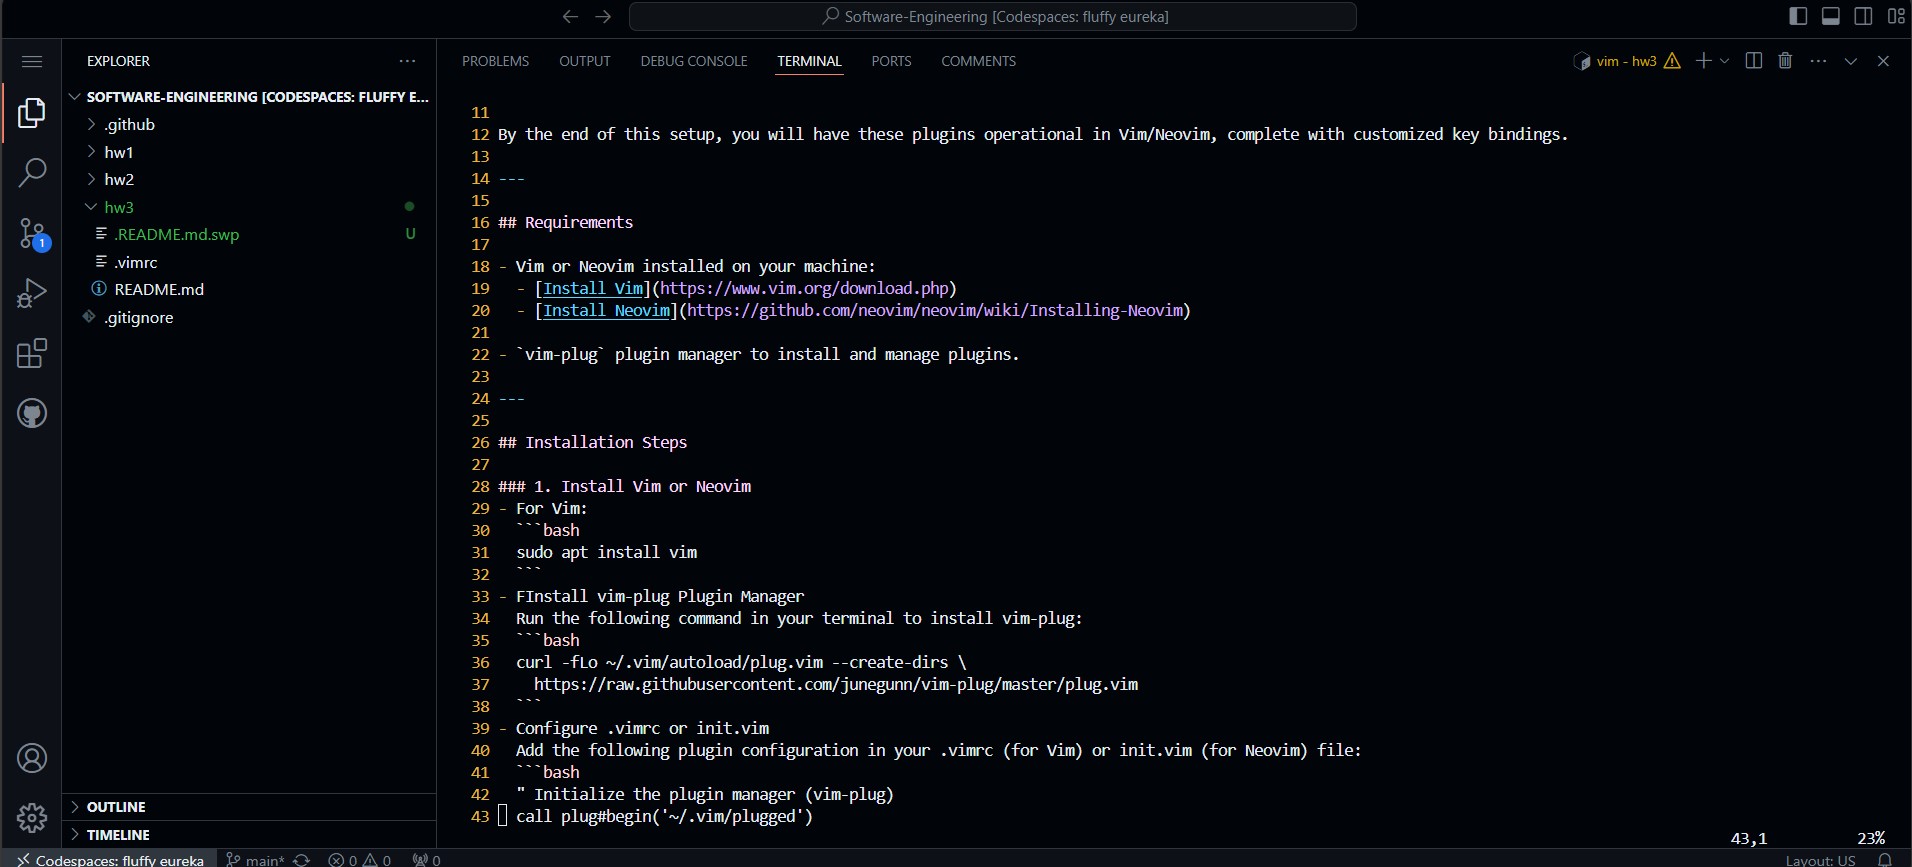 Software-Engineering [Codespaces: fluffy eureka]
EXPLORER
PROBLEMS OUTPUT DEBUG CONSOLE TERMINAL PORTS COMMENTS
vim - hw3
SOFTWARE-ENGINEERING [CODESPACES: FLUFFY E...
.github
hw1
hw2
hw3
.README.md.swp U
.vimrc
README.md
.gitignore
1
OUTLINE
TIMELINE
11
12 By the end of this setup, you will have these plugins operational in Vim/Neovim, complete with customized key bindings.
13
14 ---
15
16 ## Requirements
17
18 - Vim or Neovim installed on your machine:
19   - [Install Vim](https://www.vim.org/download.php)
20   - [Install Neovim](https://github.com/neovim/neovim/wiki/Installing-Neovim)
21
22 - `vim-plug` plugin manager to install and manage plugins.
23
24 ---
25
26 ## Installation Steps
27
28 ### 1. Install Vim or Neovim
29 - For Vim:
30   ```bash
31   sudo apt install vim
32   ```
33 - FInstall vim-plug Plugin Manager
34   Run the following command in your terminal to install vim-plug:
35   ```bash
36   curl -fLo ~/.vim/autoload/plug.vim --create-dirs \
37     https://raw.githubusercontent.com/junegunn/vim-plug/master/plug.vim
38   ```
39 - Configure .vimrc or init.vim
40   Add the following plugin configuration in your .vimrc (for Vim) or init.vim (for Neovim) file:
41   ```bash
42   " Initialize the plugin manager (vim-plug)
43   call plug#begin('~/.vim/plugged')
43,1 23%
Codespaces: fluffy eureka main* 0 0 0 Layout: US